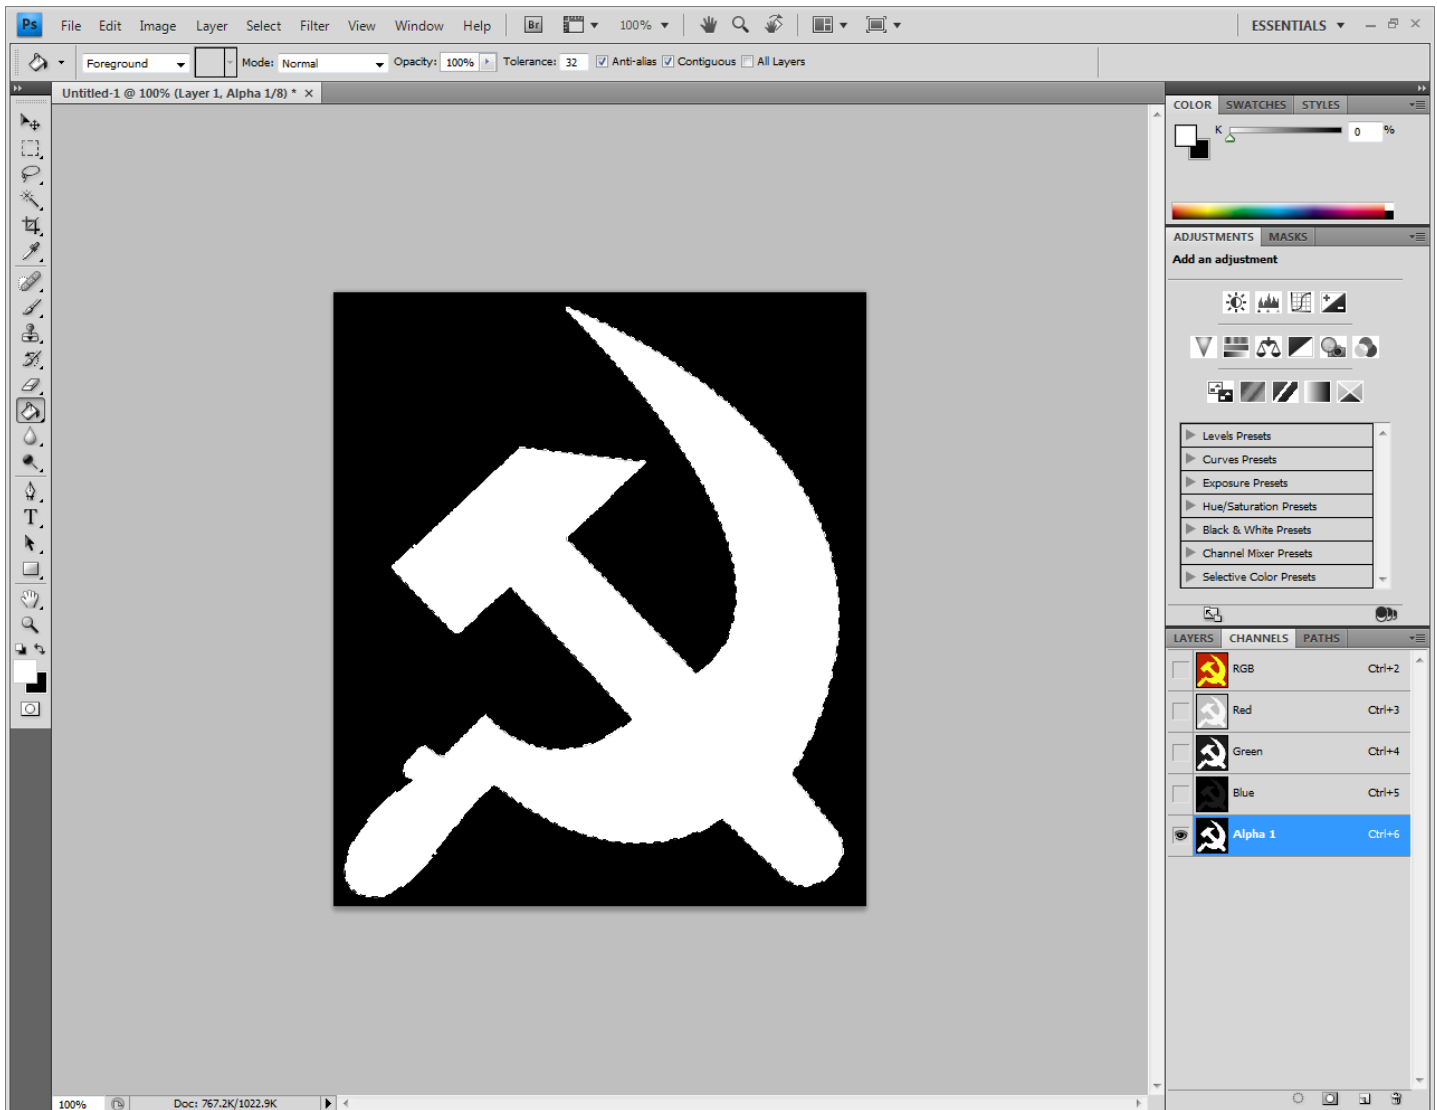 Ps File Edit Image Layer Select Filter View Window Help Br 100% ESSENTIALS
Foreground Mode: Normal Opacity: 100% Tolerance: 32 Anti-alias Contiguous All Layers
Untitled-1 @ 100% (Layer 1, Alpha 1/8) * ×
COLOR SWATCHES STYLES
K 0 %
ADJUSTMENTS MASKS
Add an adjustment
Levels Presets
Curves Presets
Exposure Presets
Hue/Saturation Presets
Black & White Presets
Channel Mixer Presets
Selective Color Presets
LAYERS CHANNELS PATHS
RGB Ctrl+2
Red Ctrl+3
Green Ctrl+4
Blue Ctrl+5
Alpha 1 Ctrl+6
100% Doc: 767.2K/1022.9K